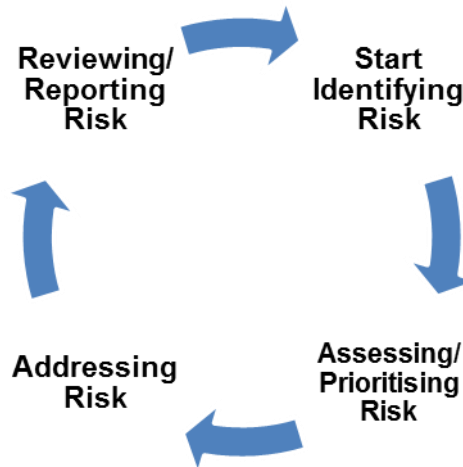 Reviewing/
Reporting
Risk
Start
Identifying
Risk
Assessing/
Prioritising
Risk
Addressing
Risk